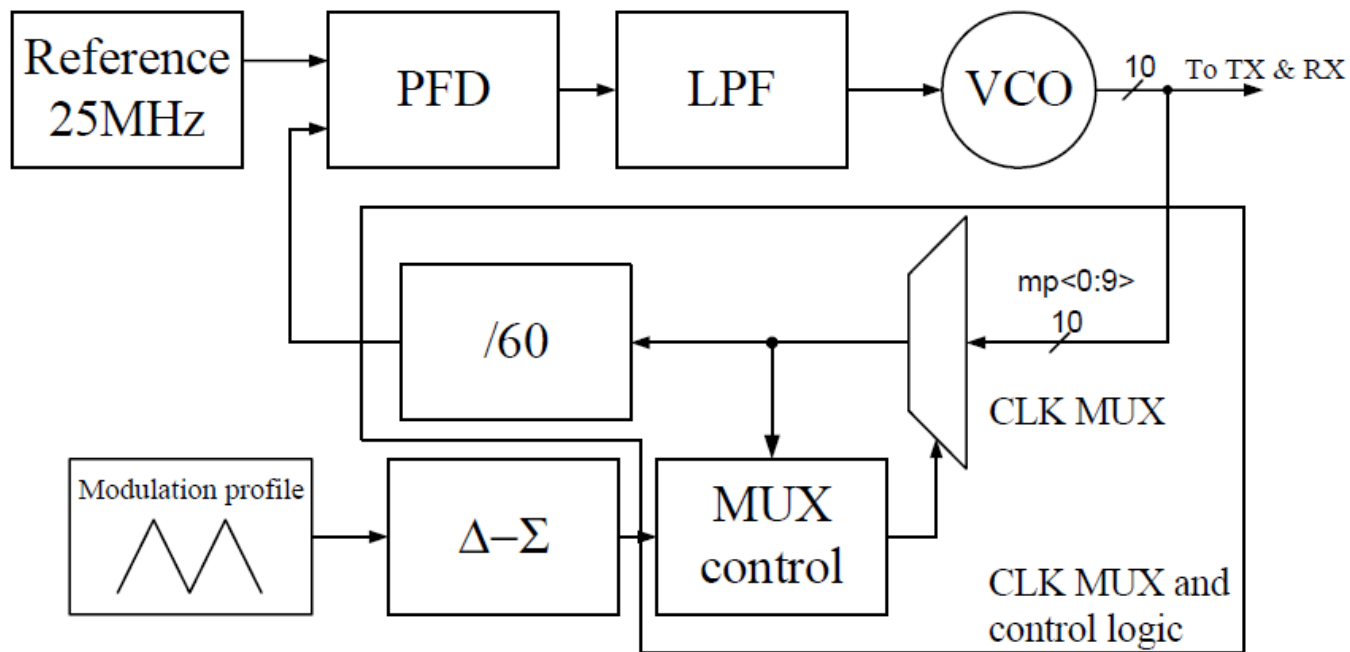 Reference
25MHz
PFD
LPF
VCO
10
To TX & RX
/60
mp<0:9>
10
CLK MUX
Modulation profile
Δ–Σ
MUX
control
CLK MUX and
control logic